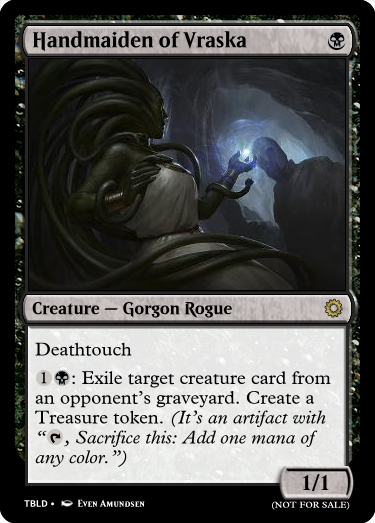 Handmaiden of Vraska
Creature — Gorgon Rogue
Deathtouch
1 : Exile target creature card from
an opponent's graveyard. Create a
Treasure token. (It's an artifact with
“ , Sacrifice this: Add one mana of
any color.”)
1/1
TBLD • Even Amundsen
(NOT FOR SALE)